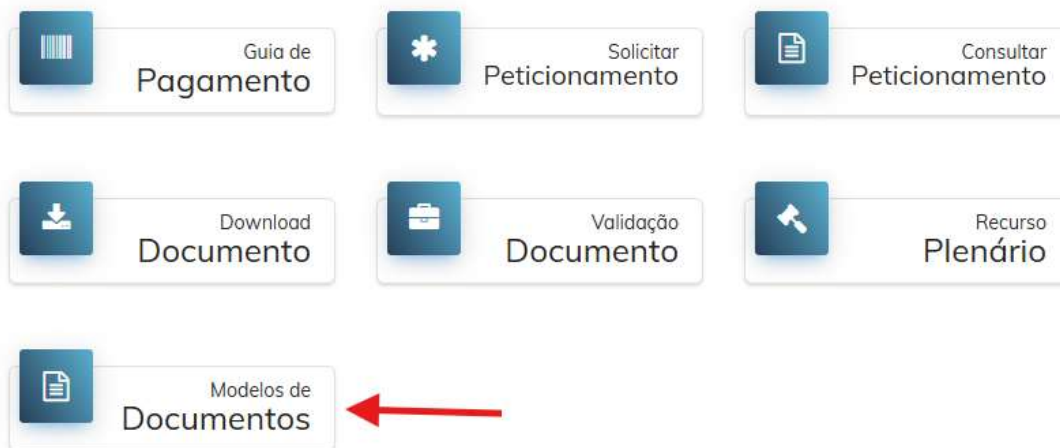 Guia de
Pagamento
Solicitar
Peticionamento
Consultar
Peticionamento
Download
Documento
Validação
Documento
Recurso
Plenário
Modelos de
Documentos